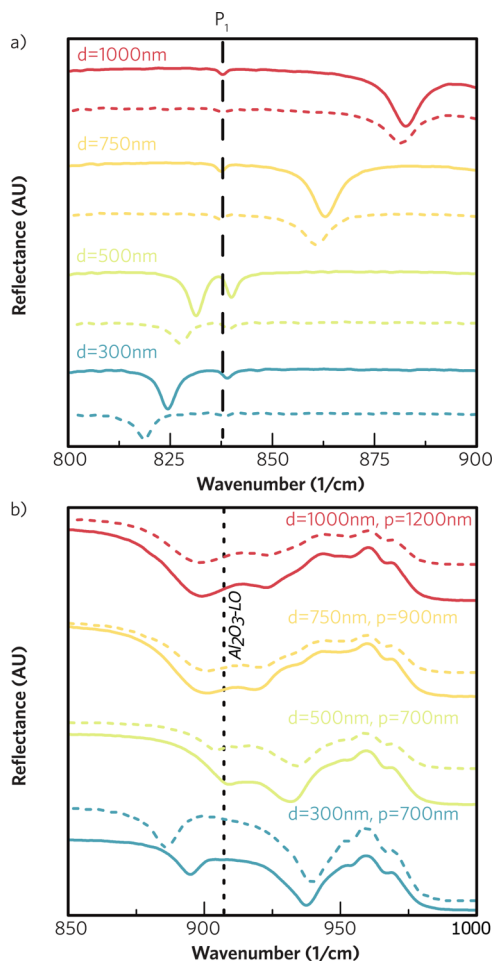 P₁
a)
d=1000nm
d=750nm
d=500nm
d=300nm
Reflectance (AU)
800 825 850 875 900
Wavenumber (1/cm)
b)
d=1000nm, p=1200nm
Al₂O₃-LO
d=750nm, p=900nm
d=500nm, p=700nm
d=300nm, p=700nm
Reflectance (AU)
850 900 950 1000
Wavenumber (1/cm)